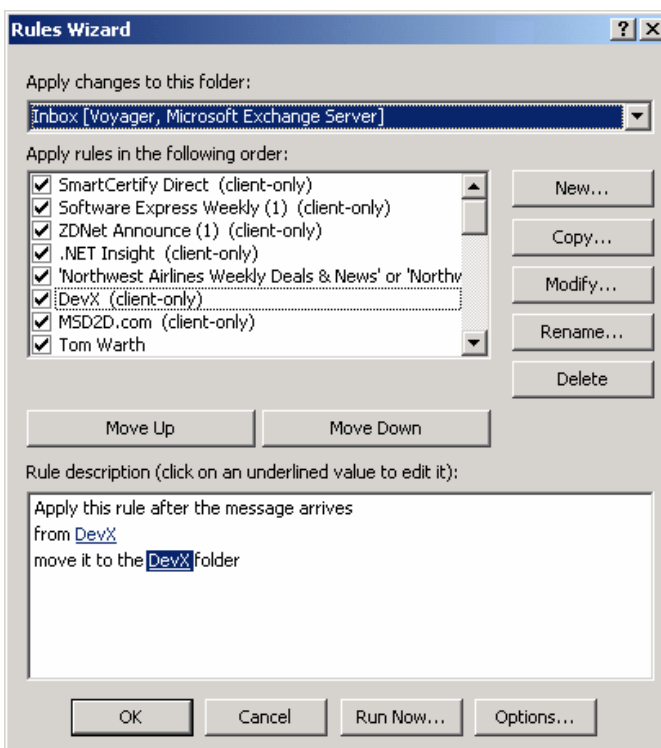 Rules Wizard
Apply changes to this folder:
Inbox [Voyager, Microsoft Exchange Server]
Apply rules in the following order:
SmartCertify Direct (client-only)
Software Express Weekly (1) (client-only)
ZDNet Announce (1) (client-only)
.NET Insight (client-only)
'Northwest Airlines Weekly Deals & News' or 'Northw
DevX (client-only)
MSD2D.com (client-only)
Tom Warth
New...
Copy...
Modify...
Rename...
Delete
Move Up
Move Down
Rule description (click on an underlined value to edit it):
Apply this rule after the message arrives
from DevX
move it to the DevX folder
OK
Cancel
Run Now...
Options...